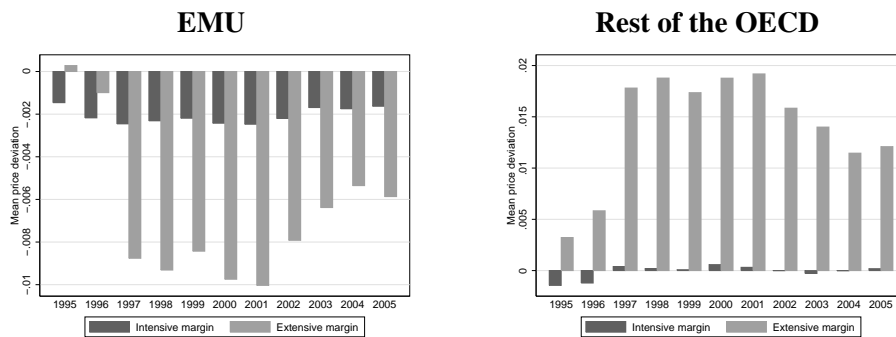 EMU
Mean price deviation
0
-.002
-.004
-.006
-.008
-.01
1995 1996 1997 1998 1999 2000 2001 2002 2003 2004 2005
Intensive margin Extensive margin
Rest of the OECD
Mean price deviation
.02
.015
.01
.005
0
1995 1996 1997 1998 1999 2000 2001 2002 2003 2004 2005
Intensive margin Extensive margin